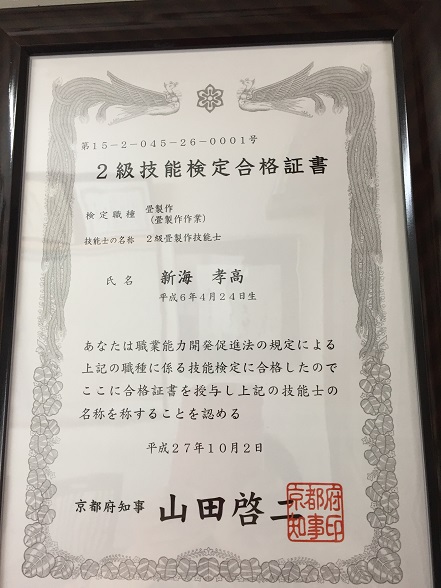 第15-2-045-26-0001号
2級技能検定合格証書
検定職種 畳製作
(畳製作作業)
技能士の名称 2級畳製作技能士
氏名 新海 孝高
平成6年4月24日生
あなたは職業能力開発促進法の規定による
上記の職種に係る技能検定に合格したので
ここに合格証書を授与し上記の技能士の
名称を称することを認める
平成27年10月2日
京都府知事 山田啓二
京都府
知事印